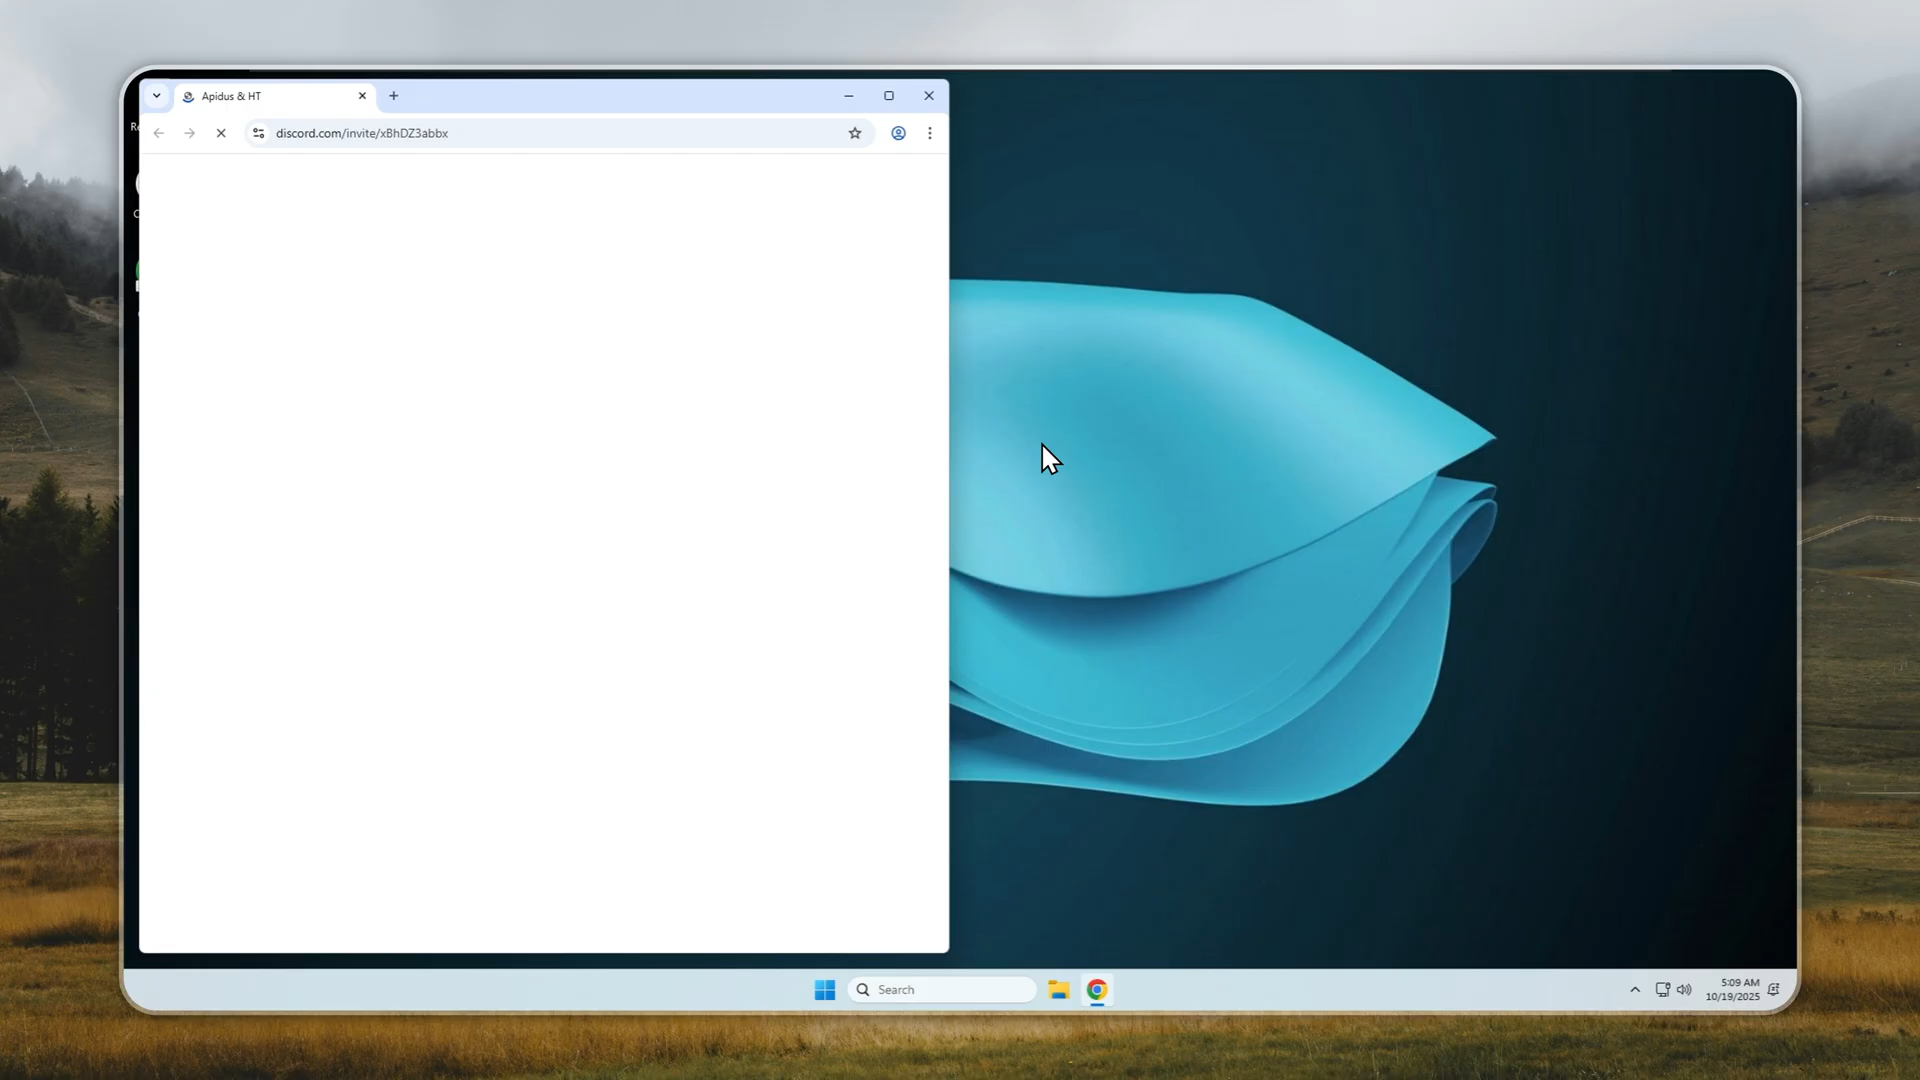 Apidus & HT
discord.com/invite/xBhDZ3abbx
Search
5:09 AM
10/19/2025